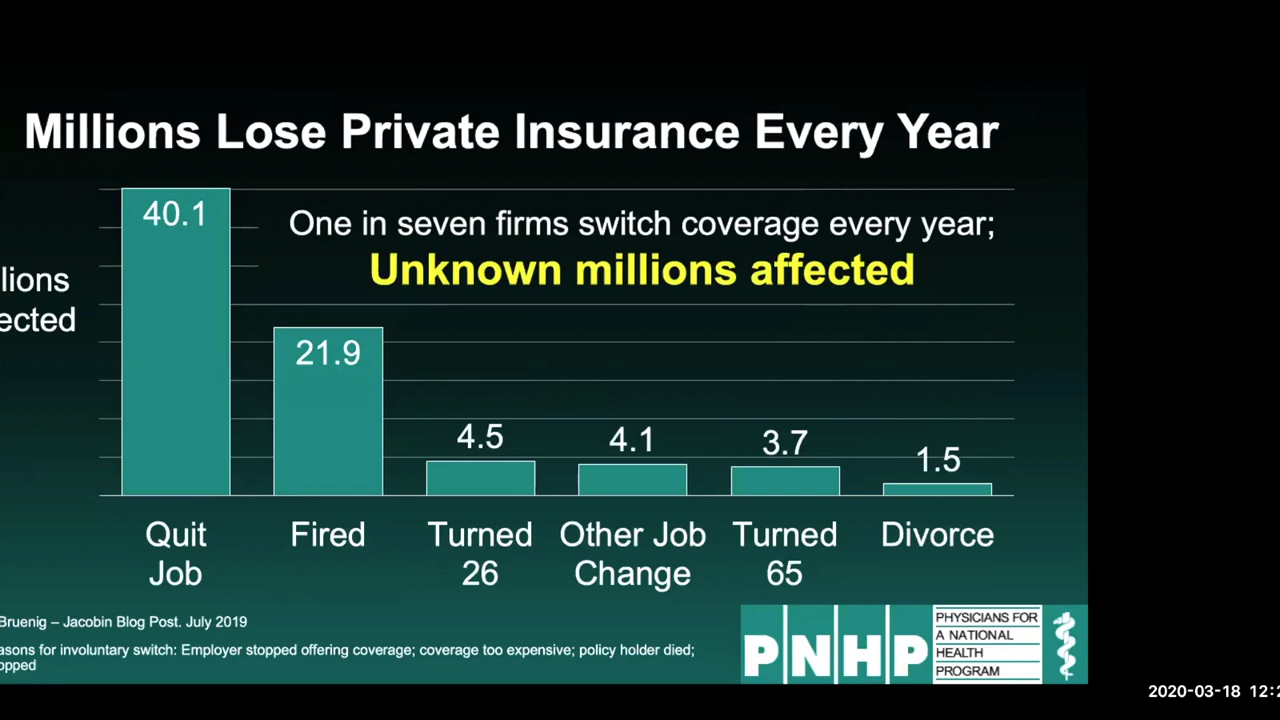 Millions Lose Private Insurance Every Year
40.1
One in seven firms switch coverage every year;
Unknown millions affected
lions
ected
21.9
4.5
4.1
3.7
1.5
Quit
Job
Fired
Turned
26
Other Job
Change
Turned
65
Divorce
Bruenig – Jacobin Blog Post. July 2019
asons for involuntary switch: Employer stopped offering coverage; coverage too expensive; policy holder died;
opped
PNHP
PHYSICIANS FOR
A NATIONAL
HEALTH
PROGRAM
2020-03-18 12:2